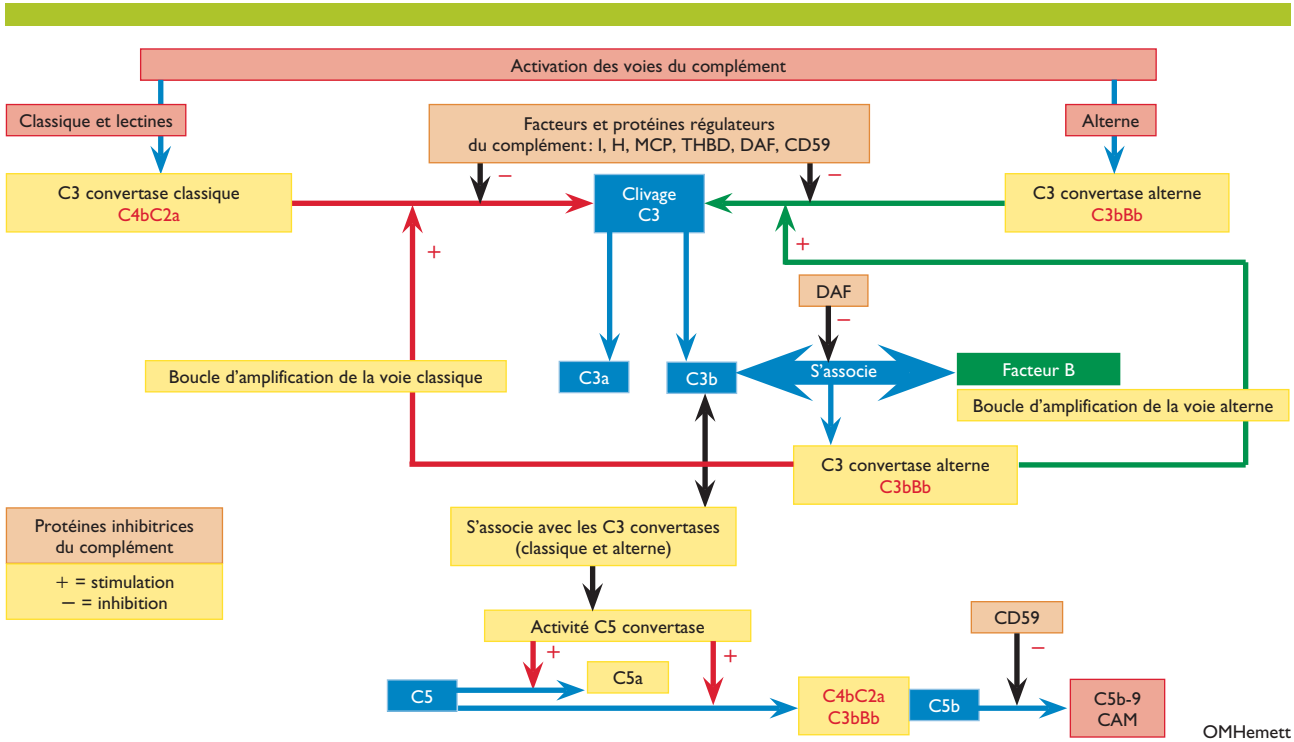 Activation des voies du complément
Classique et lectines
Alterne
Facteurs et protéines régulateurs
du complément : I, H, MCP, THBD, DAF, CD59
−
−
C3 convertase classique
C4bC2a
Clivage
C3
C3 convertase alterne
C3bBb
+
+
DAF
−
Boucle d'amplification de la voie classique
C3a
C3b
S'associe
Facteur B
Boucle d'amplification de la voie alterne
C3 convertase alterne
C3bBb
Protéines inhibitrices
du complément
+ = stimulation
− = inhibition
S'associe avec les C3 convertases
(classique et alterne)
Activité C5 convertase
CD59
+
+
−
C5
C5a
C4bC2a
C3bBb
C5b
C5b-9
CAM
OMHemett